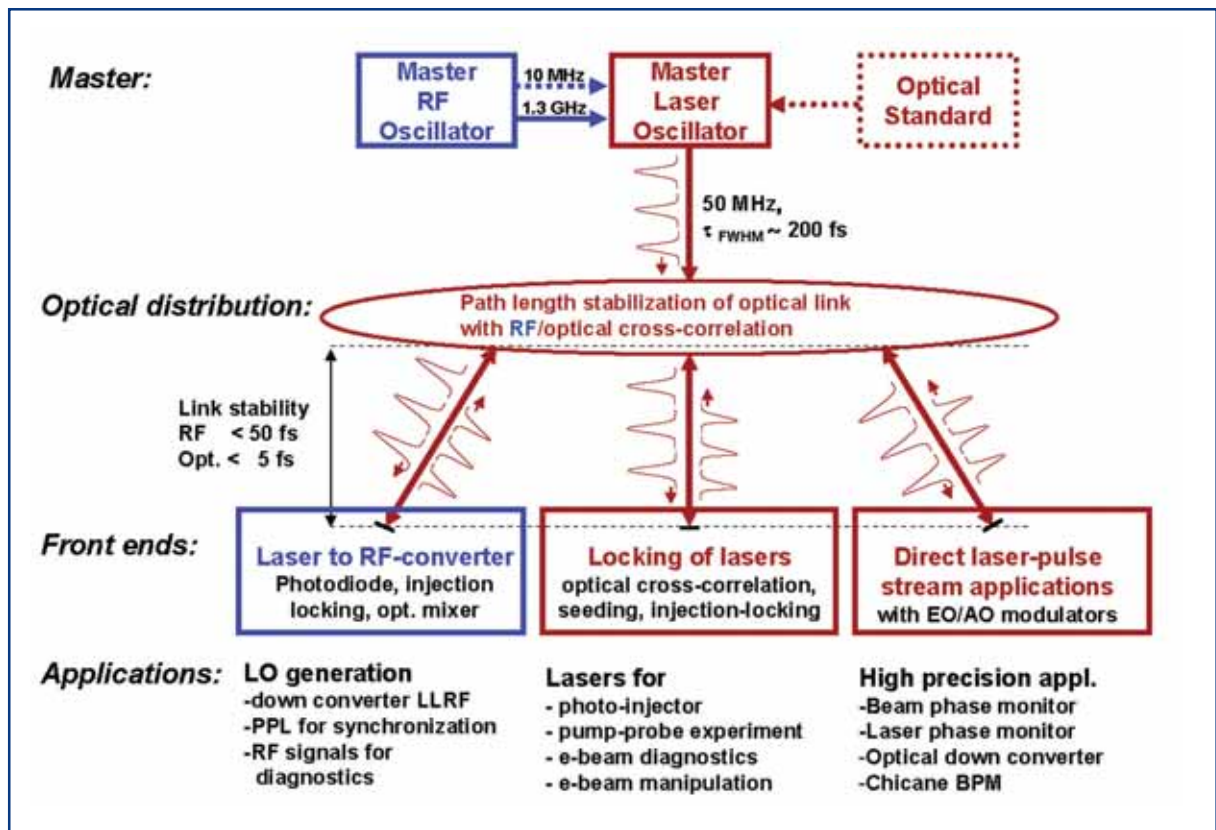 Master:
Master
RF
Oscillator
10 MHz
1.3 GHz
Master
Laser
Oscillator
Optical
Standard
50 MHz,
τ FWHM ~ 200 fs
Optical distribution:
Path length stabilization of optical link
with RF/optical cross-correlation
Link stability
RF < 50 fs
Opt. < 5 fs
Front ends:
Laser to RF-converter
Photodiode, injection
locking, opt. mixer
Locking of lasers
optical cross-correlation,
seeding, injection-locking
Direct laser-pulse
stream applications
with EO/AO modulators
Applications:
LO generation
-down converter LLRF
-PPL for synchronization
-RF signals for
diagnostics
Lasers for
- photo-injector
- pump-probe experiment
- e-beam diagnostics
- e-beam manipulation
High precision appl.
-Beam phase monitor
-Laser phase monitor
-Optical down converter
-Chicane BPM